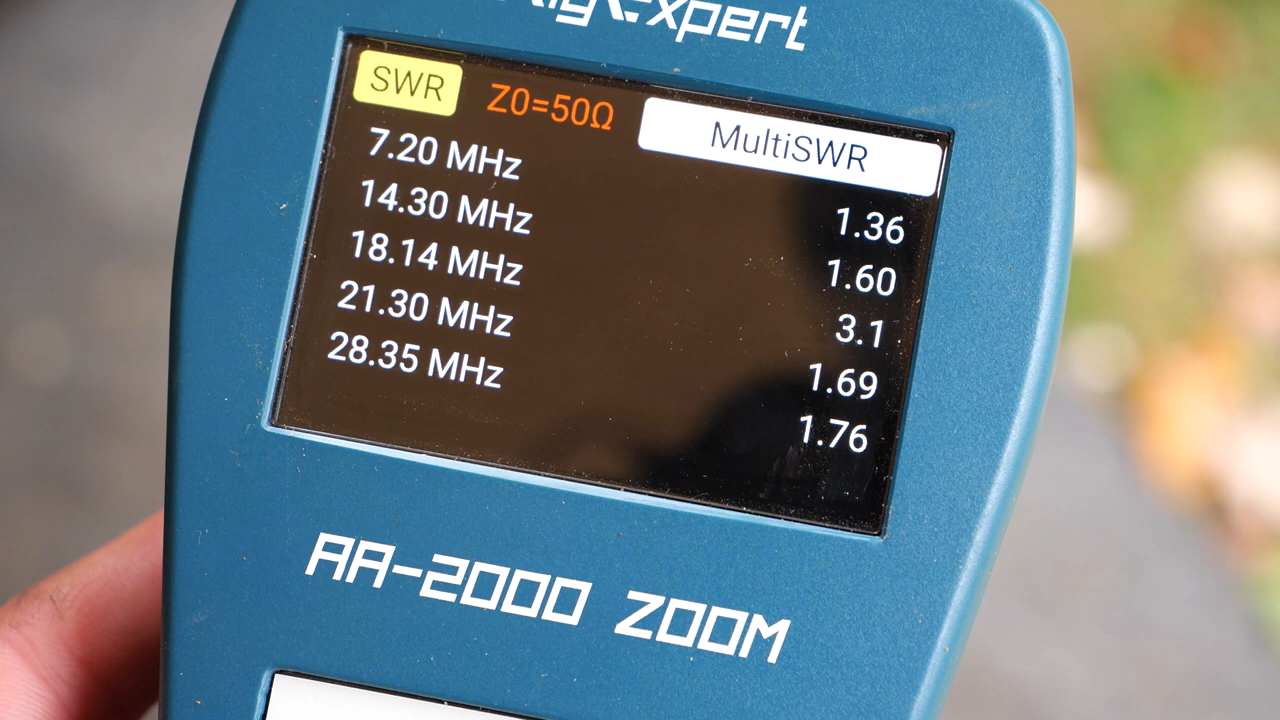 RigExpert
SWR Z0=50Ω MultiSWR
7.20 MHz 1.36
14.30 MHz 1.60
18.14 MHz 3.1
21.30 MHz 1.69
28.35 MHz 1.76
AA-2000 ZOOM